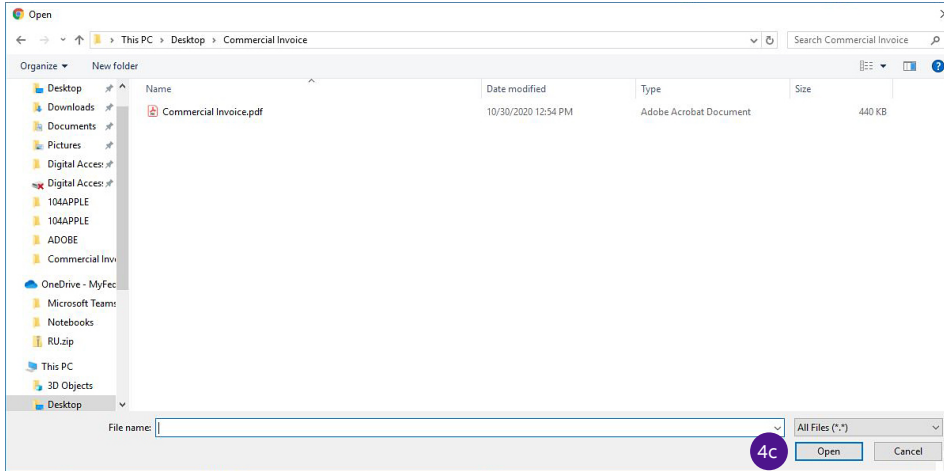 Open
This PC > Desktop > Commercial Invoice
Search Commercial Invoice
Organize
New folder
Name Date modified Type Size
Commercial Invoice.pdf 10/30/2020 12:54 PM Adobe Acrobat Document 440 KB
Desktop
Downloads
Documents
Pictures
Digital Acces
Digital Acces
104APPLE
104APPLE
ADOBE
Commercial Inv
OneDrive - MyFed
Microsoft Teams
Notebooks
RU.zip
This PC
3D Objects
Desktop
File name:
All Files (*.*)
4c
Open
Cancel